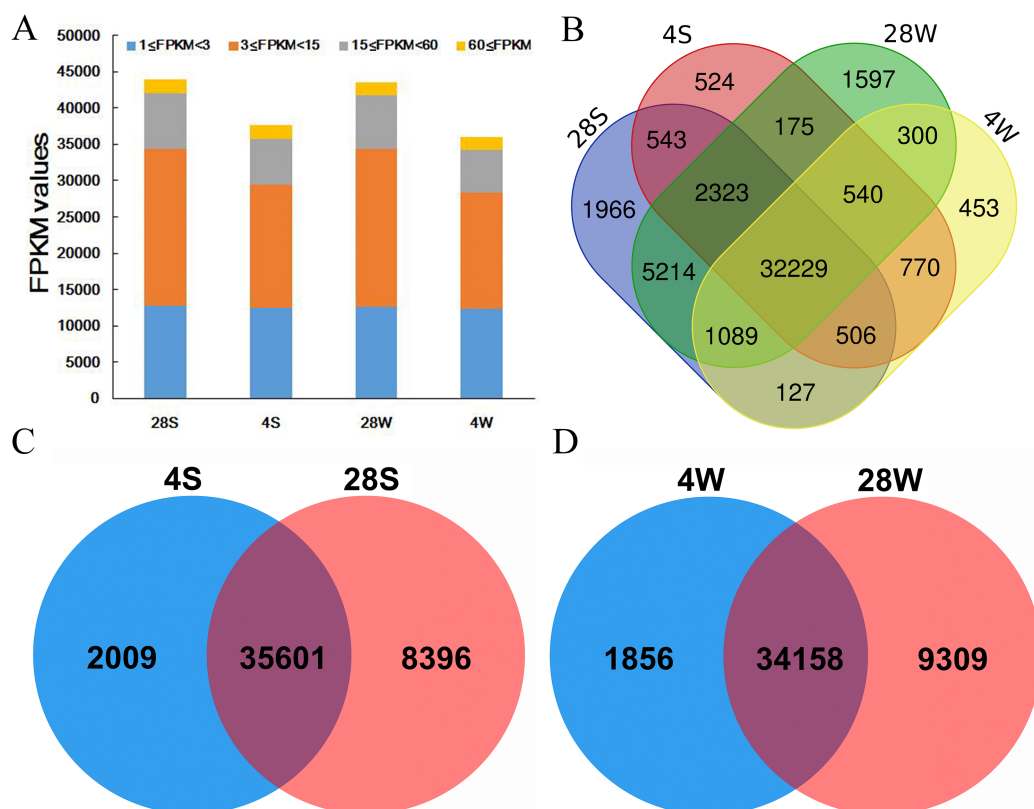 A
FPKM values
50000
45000
40000
35000
30000
25000
20000
15000
10000
5000
0
1≤FPKM<3 3≤FPKM<15 15≤FPKM<60 60≤FPKM
28S 4S 28W 4W
B
4S 28W
28S 4W
524 1597
543 175 300
1966 2323 540 453
5214 32229 770
1089 506
127
C
4S 28S
2009 35601 8396
D
4W 28W
1856 34158 9309